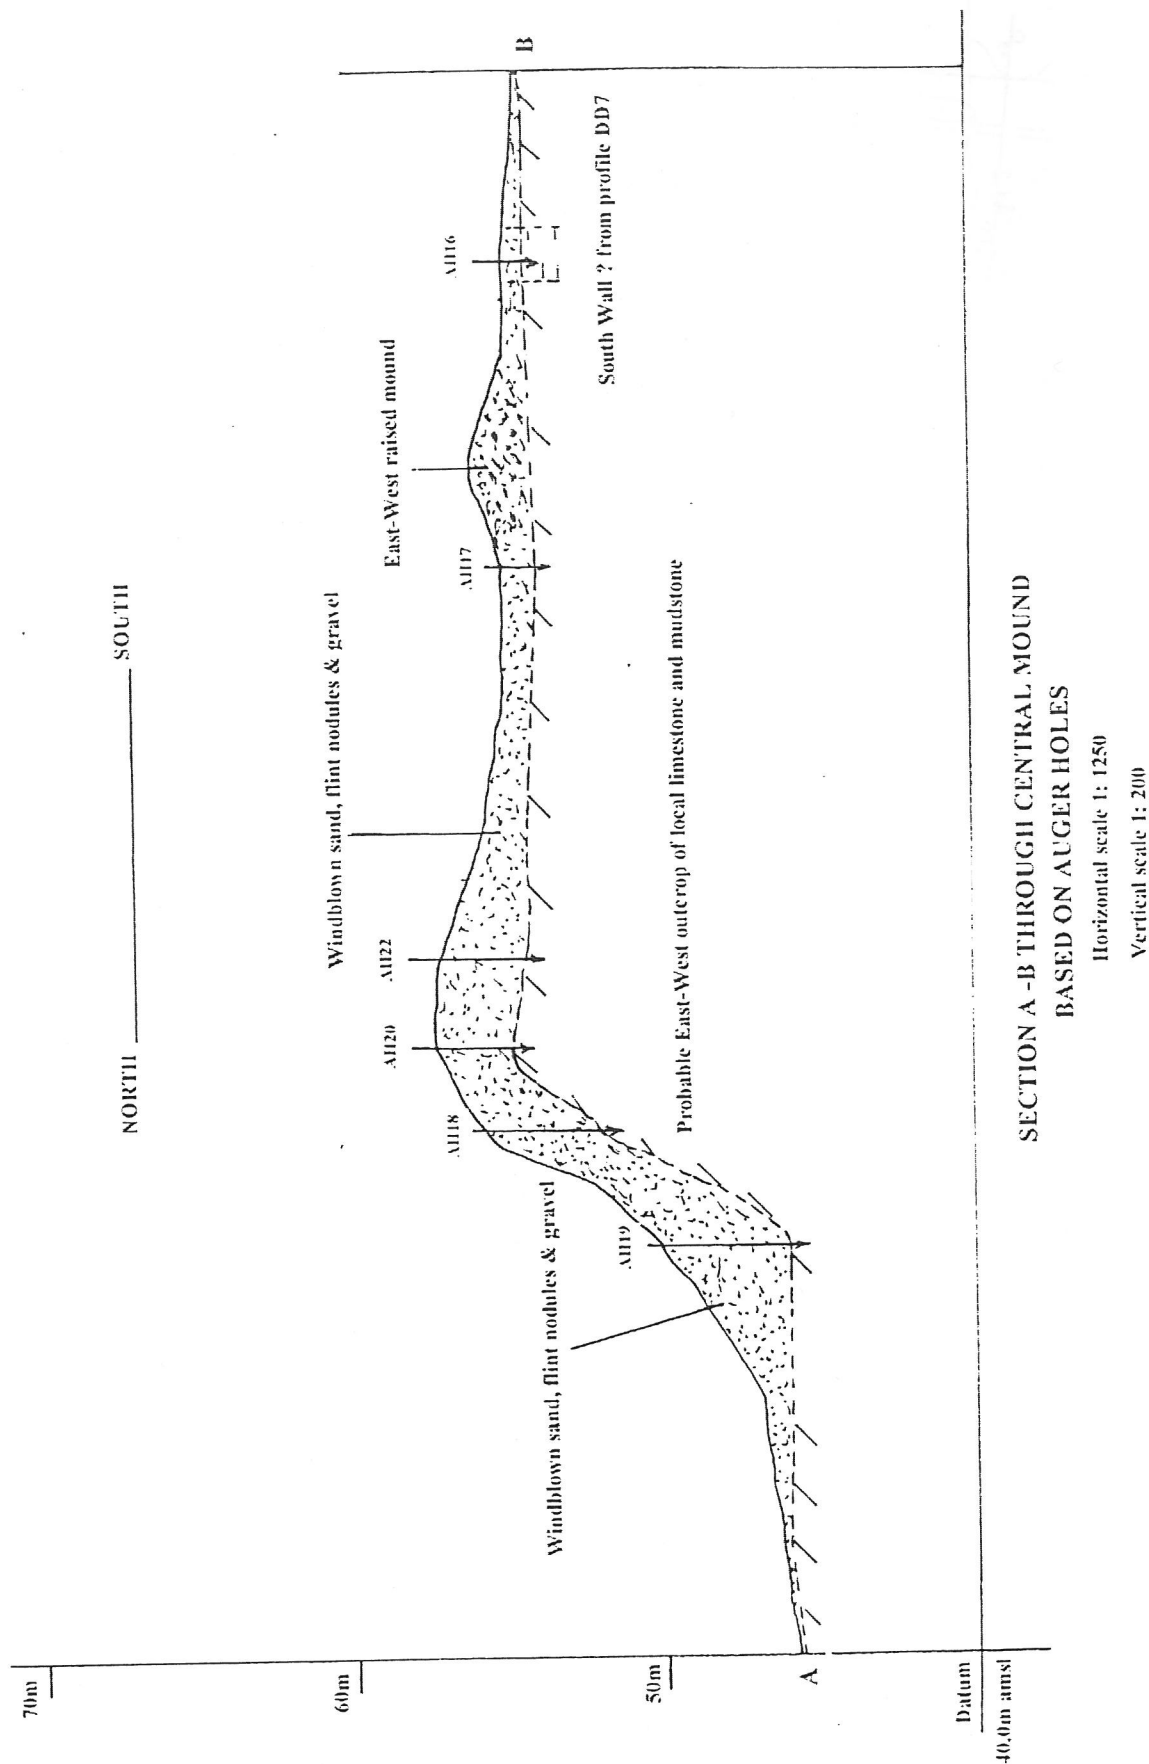 NORTH
SOUTH
70m
60m
50m
Datum
40.0m amsl
A
B
Windblown sand, flint nodules & gravel
AH19
AH18
AH20
AH22
Windblown sand, flint nodules & gravel
AH17
East-West raised mound
AH16
South Wall ? from profile DD7
Probable East-West outcrop of local limestone and mudstone
SECTION A -B THROUGH CENTRAL MOUND
BASED ON AUGER HOLES
Horizontal scale 1: 1250
Vertical scale 1: 200